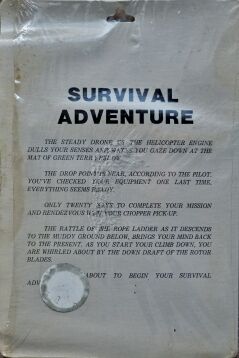 SURVIVAL
ADVENTURE
THE STEADY DRONE OF THE HELICOPTER ENGINE
DULLS YOUR SENSES AND AS YOU GAZE DOWN AT THE
MAT OF GREEN
THE DROP POINT IS NEAR, ACCORDING TO THE PILOT.
YOU'VE CHECKED YOUR EQUIPMENT ONE LAST TIME,
EVERYTHING SEEMS READY.
ONLY TWENTY DAYS TO COMPLETE YOUR MISSION
AND RENDEZVOUS WITH YOUR CHOPPER PICK-UP.
THE RATTLE OF THE ROPE LADDER AS IT DESCENDS
TO THE MUDDY GROUND BELOW, BRINGS YOUR MIND BACK
TO THE PRESENT, AS YOU START YOUR CLIMB DOWN, YOU
ARE WHIRLED ABOUT BY THE DOWN DRAFT OF THE ROTOR
BLADES.
ABOUT TO BEGIN YOUR SURVIVAL